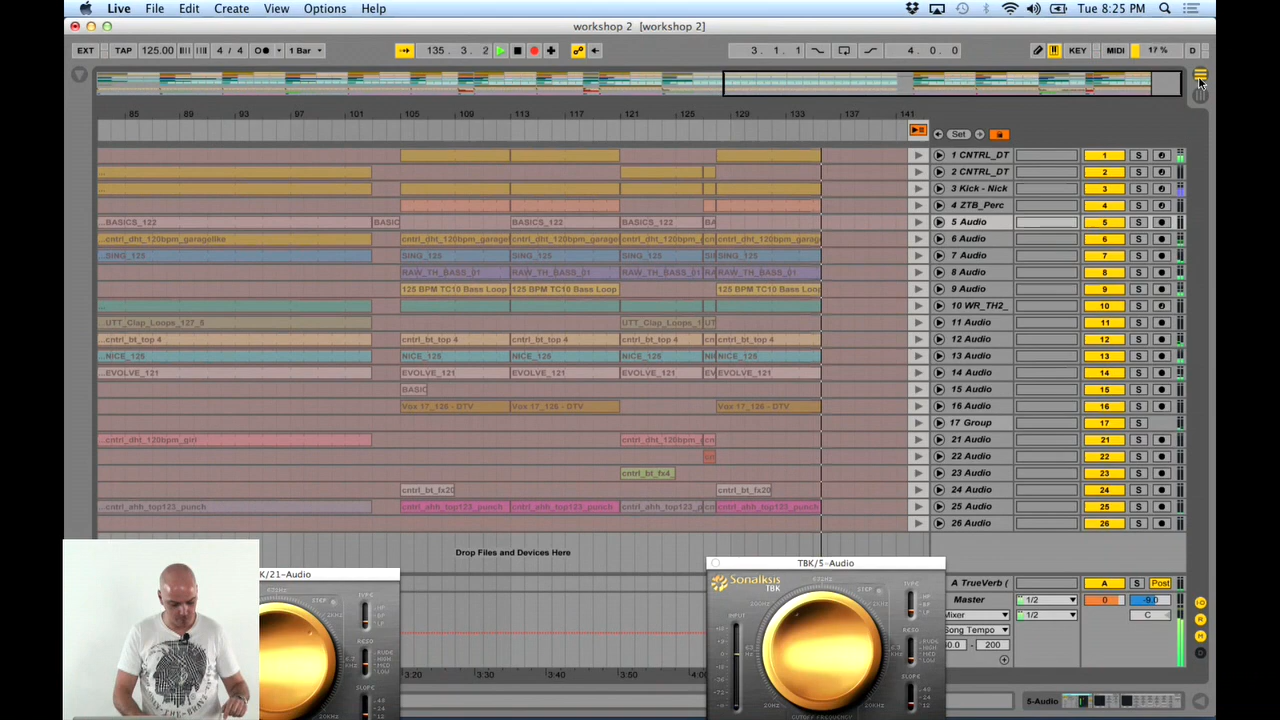 Live File Edit Create View Options Help Tue 8:25 PM
workshop 2 [workshop 2]
EXT TAP 125.00 4 / 4 1 Bar 135. 3. 2 3. 1. 1 4. 0. 0 KEY MIDI 17 % D
85 89 93 97 101 105 109 113 117 121 125 129 133 137 141
Set
1 CNTRL_DT 1 S
2 CNTRL_DT 2 S
3 Kick - Nick 3 S
4 ZTB_Perc 4 S
...BASICS_122 BASIC BASICS_122 BASICS_122 BA 5 Audio 5 S
...cntrl_dht_120bpm_garagelike cntrl_dht_120bpm_garage cntrl_dht_120bpm_garage cntrl_dht_120bpm_g cn cntrl_dht_120bpm_garag 6 Audio 6 S
...SING_125 SING_125 SING_125 SING_125 SI SING_125 7 Audio 7 S
RAW_TH_BASS_01 RAW_TH_BASS_01 RAW_TH_BASS_01 RA RAW_TH_BASS_01 8 Audio 8 S
125 BPM TC10 Bass Loop 125 BPM TC10 Bass Loop 125 BPM TC10 Bass Loop 9 Audio 9 S
... 10 WR_TH2_ 10 S
...UTT_Clap_Loops_127_6 UTT_Clap_Loops_1 UT 11 Audio 11 S
...cntrl_bt_top 4 cntrl_bt_top 4 cntrl_bt_top 4 cntrl_bt_top 4 cn cntrl_bt_top 4 12 Audio 12 S
...NICE_125 NICE_125 NICE_125 NICE_125 NI NICE_125 13 Audio 13 S
...EVOLVE_121 EVOLVE_121 EVOLVE_121 EVOLVE_121 EV EVOLVE_121 14 Audio 14 S
BASIC 15 Audio 15 S
Vox 17_126 - DTV Vox 17_126 - DTV Vox 17_126 - DTV 16 Audio 16 S
17 Group 17 S
...cntrl_dht_120bpm_girl cntrl_dht_120bpm_g cn 21 Audio 21 S
cn 22 Audio 22 S
cntrl_bt_fx4 23 Audio 23 S
cntrl_bt_fx20 cntrl_bt_fx20 24 Audio 24 S
...cntrl_ahh_top123_punch cntrl_ahh_top123_punch cntrl_ahh_top123_punch cntrl_ahh_top123_p cn cntrl_ahh_top123_punch 25 Audio 25 S
26 Audio 26 S
Drop Files and Devices Here
K/21-Audio
TBK/5-Audio
A TrueVerb ( A S Post
Sonalksis
TBK
Master 1/2 0 -9.0
Mixer 1/2 C
Song Tempo
200
3:20 3:30 3:40 3:50 4:00
5-Audio
CUTOFF FREQUENCY